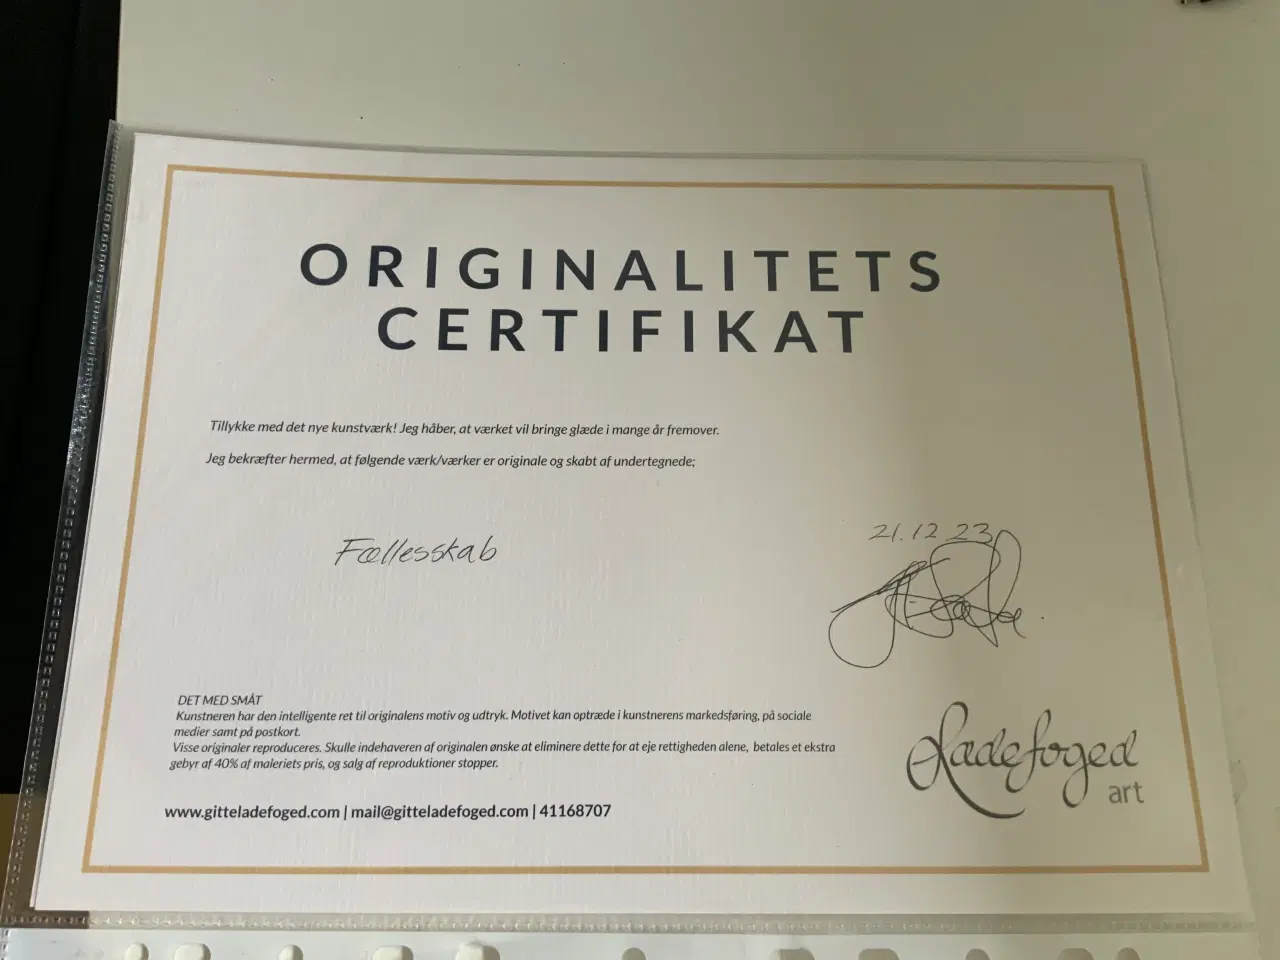 ORIGINALITETS
CERTIFIKAT
Tillykke med det nye kunstværk! Jeg håber, at værket vil bringe glæde i mange år fremover.
Jeg bekræfter hermed, at følgende værk/værker er originale og skabt af undertegnede;
Fællesskab
21.12 23
DET MED SMÅT
Kunstneren har den intelligente ret til originalens motiv og udtryk. Motivet kan optræde i kunstnerens markedsføring, på sociale
medier samt på postkort.
Visse originaler reproduceres. Skulle indehaveren af originalen ønske at eliminere dette for at eje rettigheden alene, betales et ekstra
gebyr af 40% af maleriets pris, og salg af reproduktioner stopper.
www.gitteladefoged.com | mail@gitteladefoged.com | 41168707
Ladefoged
art